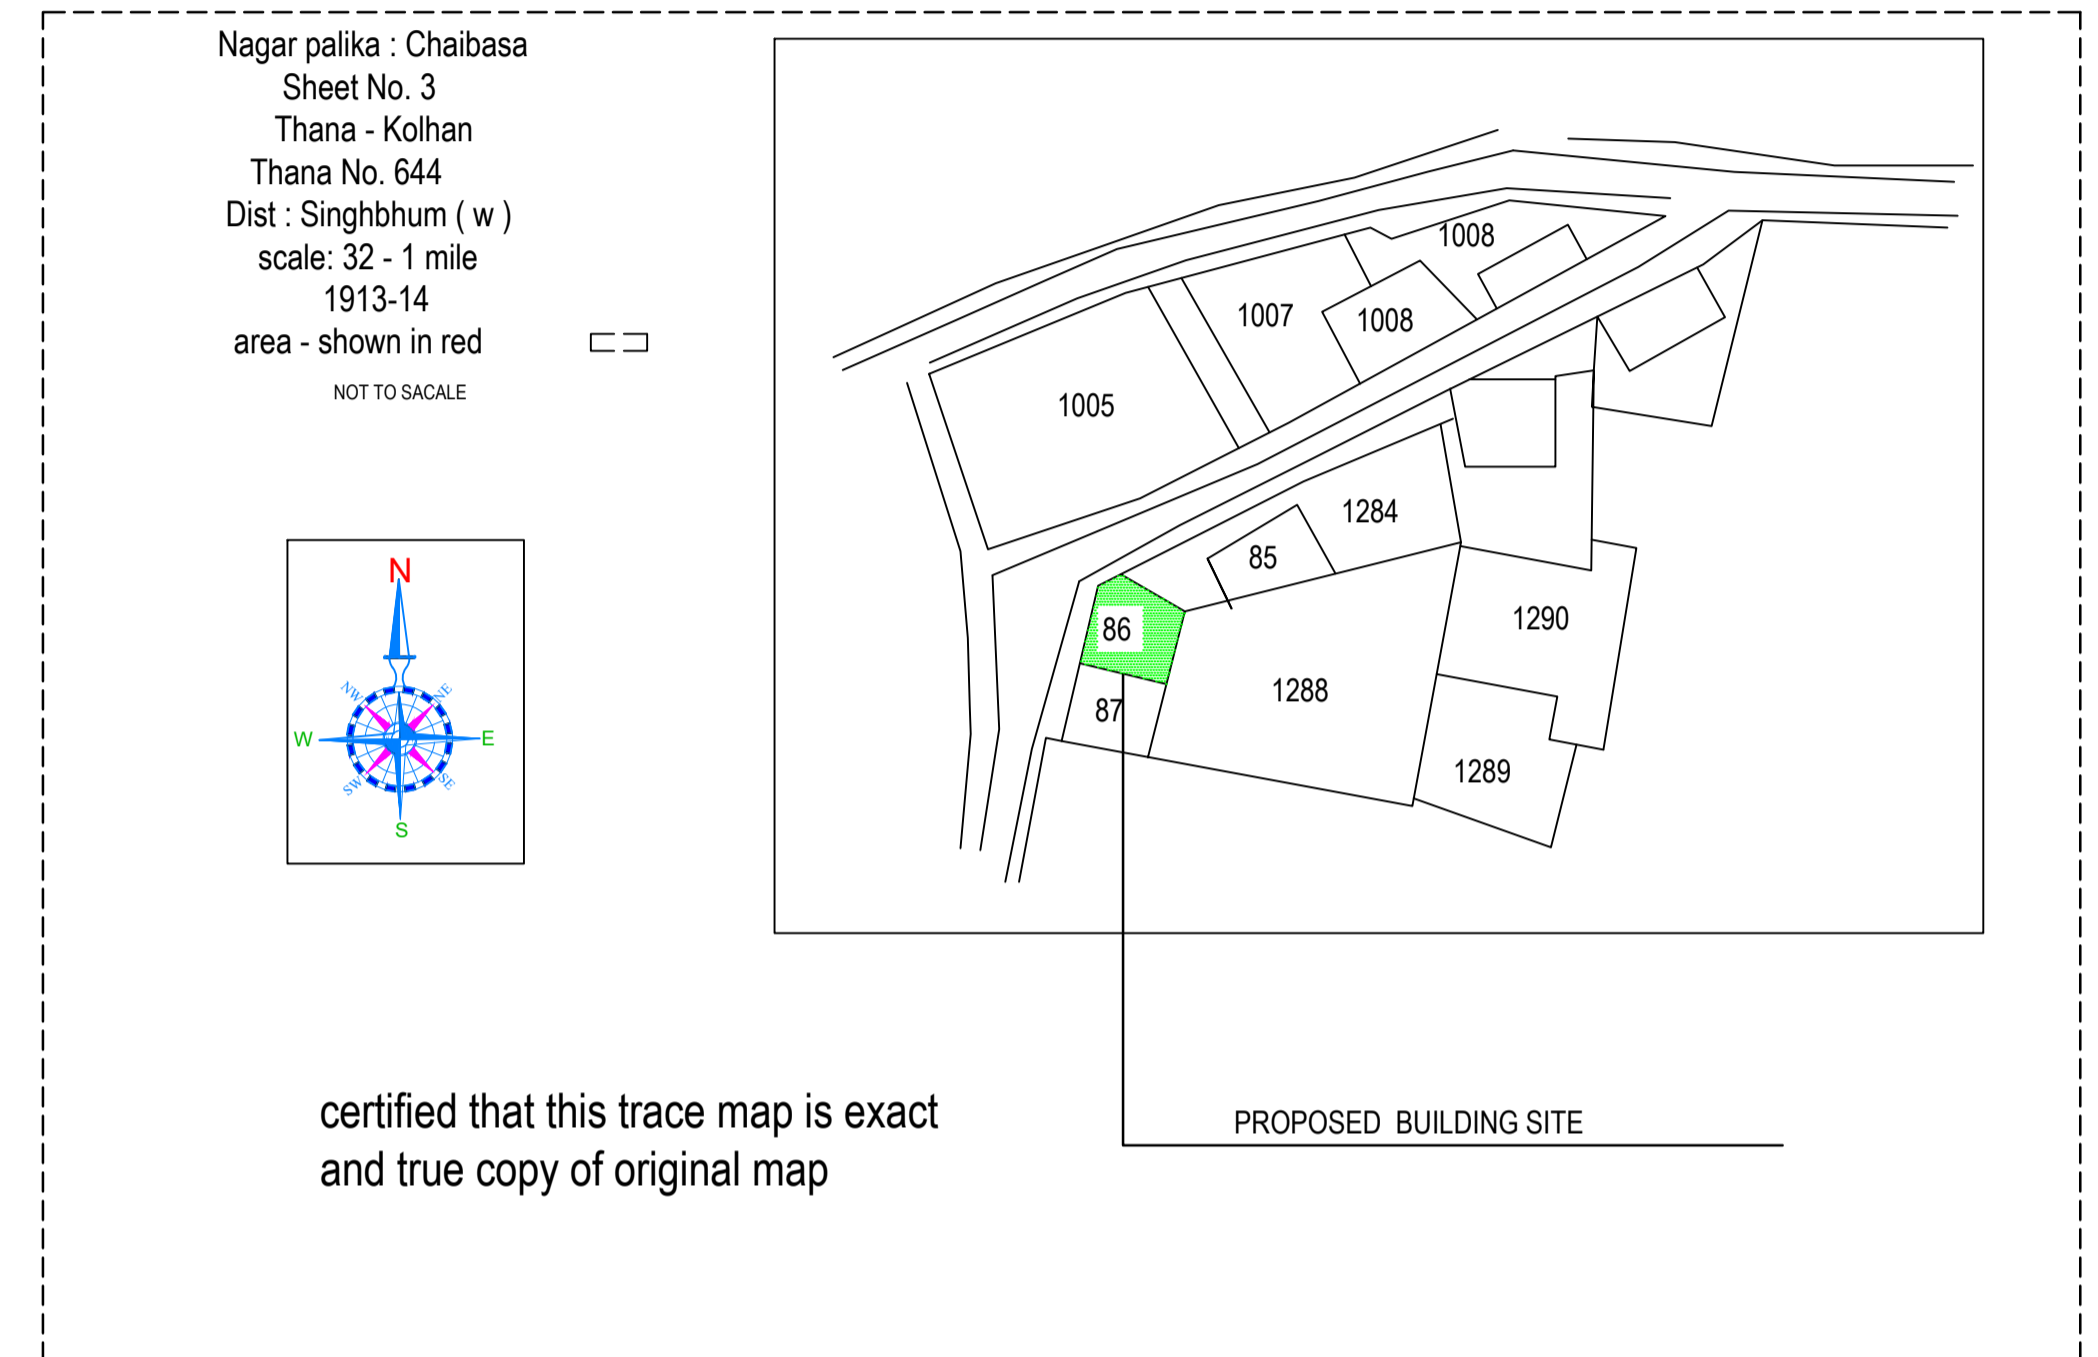 Nagar palika : Chaibasa
Sheet No. 3
Thana - Kolhan
Thana No. 644
Dist : Singhbhum ( w )
scale: 32 - 1 mile
1913-14
area - shown in red
NOT TO SACALE
N
NW
NE
W
E
SW
SE
S
1008
1007
1008
1005
1284
85
86
1290
1288
87
1289
PROPOSED BUILDING SITE
certified that this trace map is exact
and true copy of original map